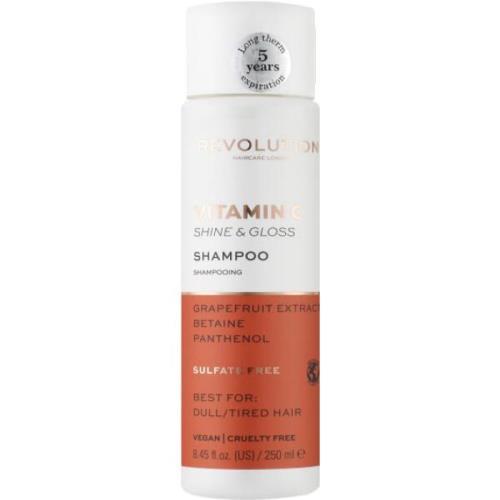 Long therm
5
years
expiration
REVOLUTION
HAIRCARE LONDON
VITAMIN C
SHINE & GLOSS
SHAMPOO
SHAMPOOING
GRAPEFRUIT EXTRACT
BETAINE
PANTHENOL
SULFATE FREE
BEST FOR:
DULL/TIRED HAIR
VEGAN | CRUELTY FREE
8.45 fl.oz. (US) / 250 ml ℮